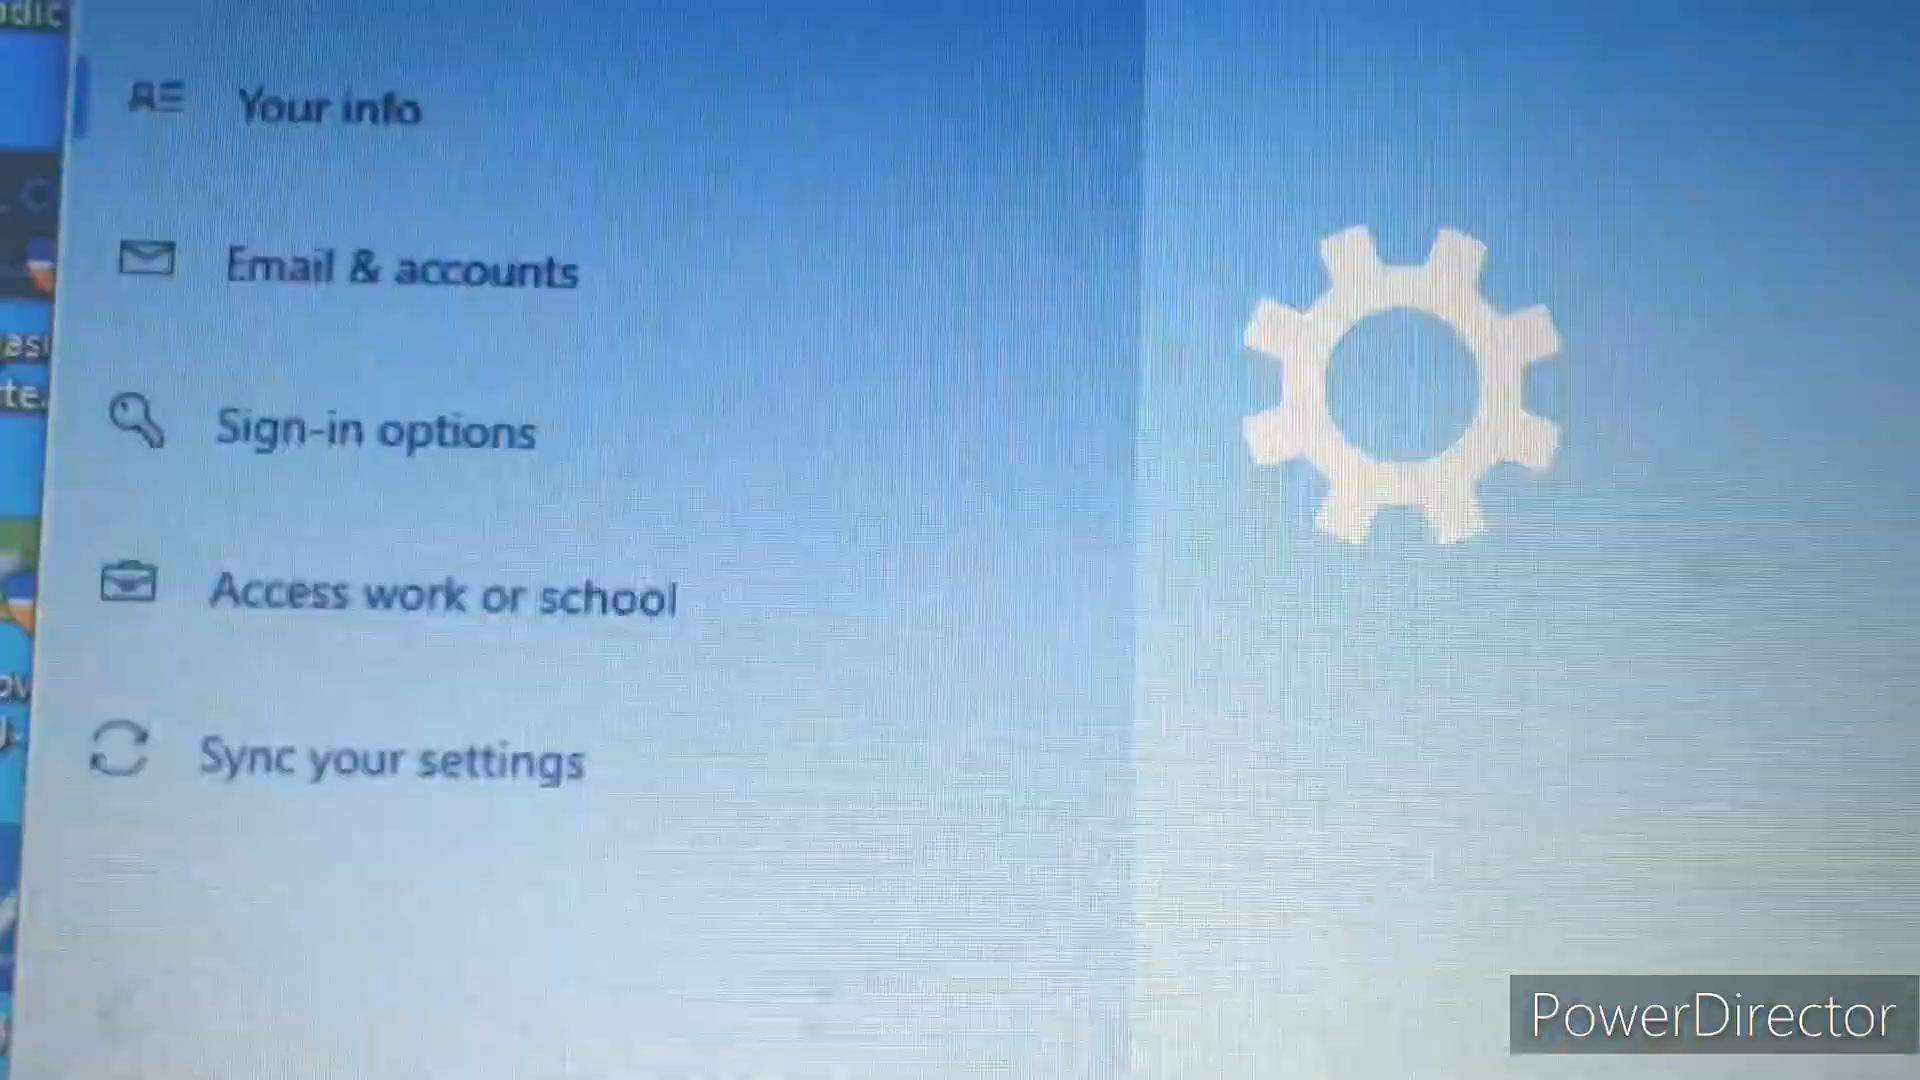 Your info
Email & accounts
Sign-in options
Access work or school
Sync your settings
PowerDirector